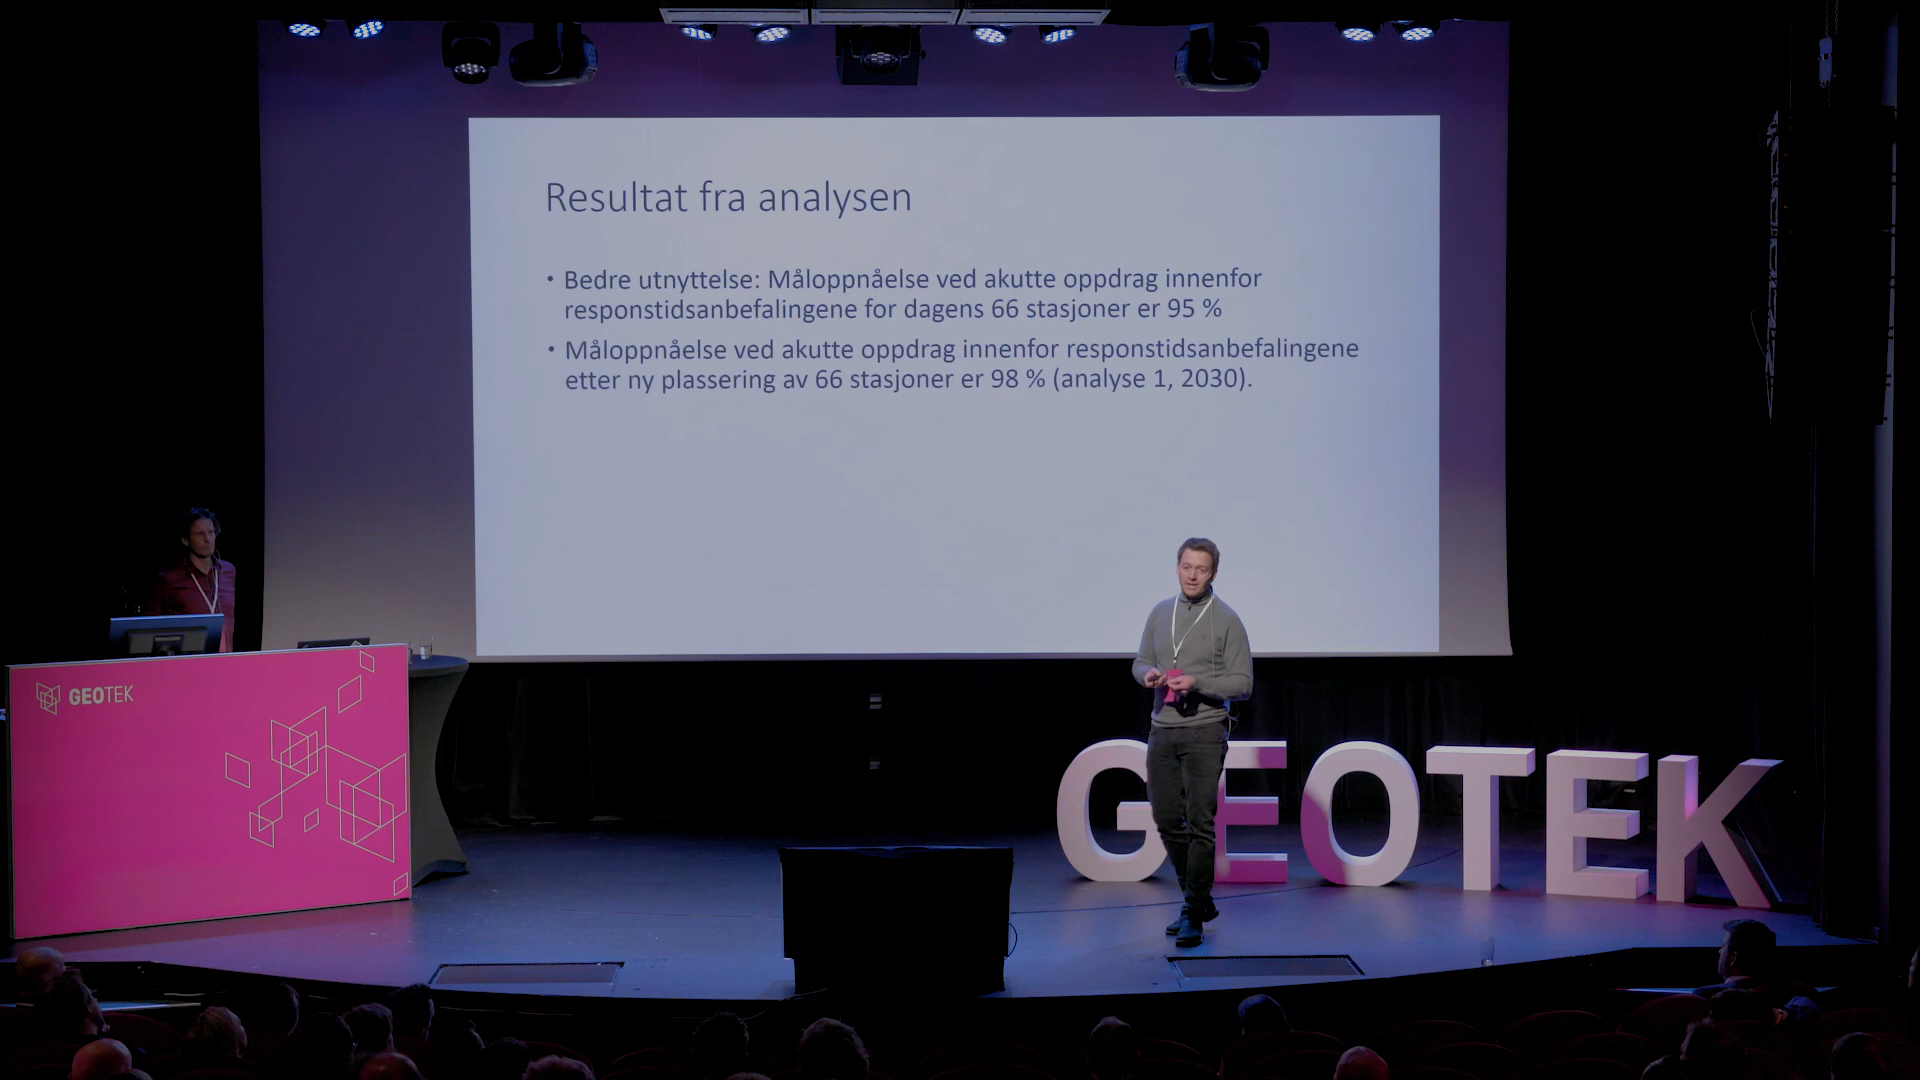 Resultat fra analysen
• Bedre utnyttelse: Måloppnåelse ved akutte oppdrag innenfor
responstidsanbefalingene for dagens 66 stasjoner er 95 %
• Måloppnåelse ved akutte oppdrag innenfor responstidsanbefalingene
etter ny plassering av 66 stasjoner er 98 % (analyse 1, 2030).
GEOTEK
GEOTEK